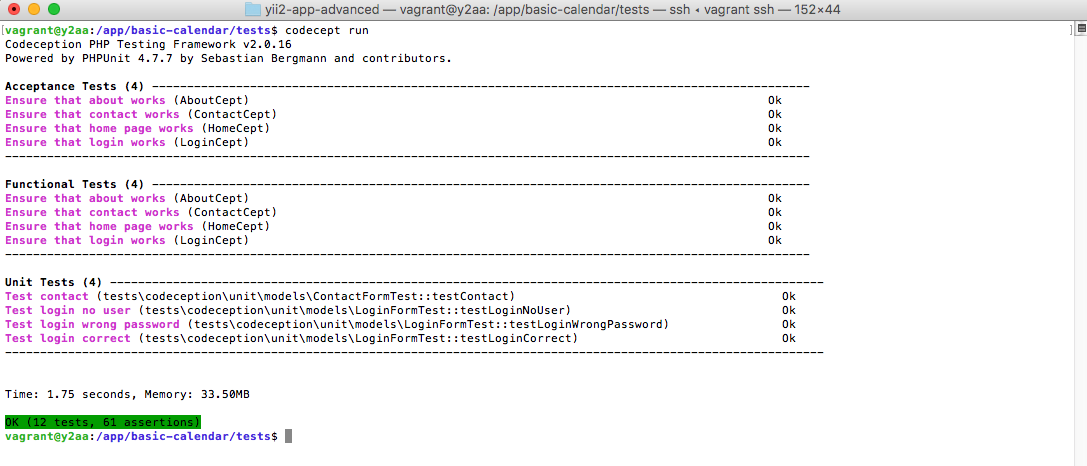 yii2-app-advanced — vagrant@y2aa: /app/basic-calendar/tests — ssh ◂ vagrant ssh — 152×44
[vagrant@y2aa:/app/basic-calendar/tests$ codecept run ]
Codeception PHP Testing Framework v2.0.16
Powered by PHPUnit 4.7.7 by Sebastian Bergmann and contributors.
Acceptance Tests (4) ----------------------------------------------------------------------------------------------
Ensure that about works (AboutCept) Ok
Ensure that contact works (ContactCept) Ok
Ensure that home page works (HomeCept) Ok
Ensure that login works (LoginCept) Ok
-------------------------------------------------------------------------------------------------------------------
Functional Tests (4) ----------------------------------------------------------------------------------------------
Ensure that about works (AboutCept) Ok
Ensure that contact works (ContactCept) Ok
Ensure that home page works (HomeCept) Ok
Ensure that login works (LoginCept) Ok
-------------------------------------------------------------------------------------------------------------------
Unit Tests (4) ------------------------------------------------------------------------------------------------------
Test contact (tests\codeception\unit\models\ContactFormTest::testContact) Ok
Test login no user (tests\codeception\unit\models\LoginFormTest::testLoginNoUser) Ok
Test login wrong password (tests\codeception\unit\models\LoginFormTest::testLoginWrongPassword) Ok
Test login correct (tests\codeception\unit\models\LoginFormTest::testLoginCorrect) Ok
---------------------------------------------------------------------------------------------------------------------
Time: 1.75 seconds, Memory: 33.50MB
OK (12 tests, 61 assertions)
vagrant@y2aa:/app/basic-calendar/tests$